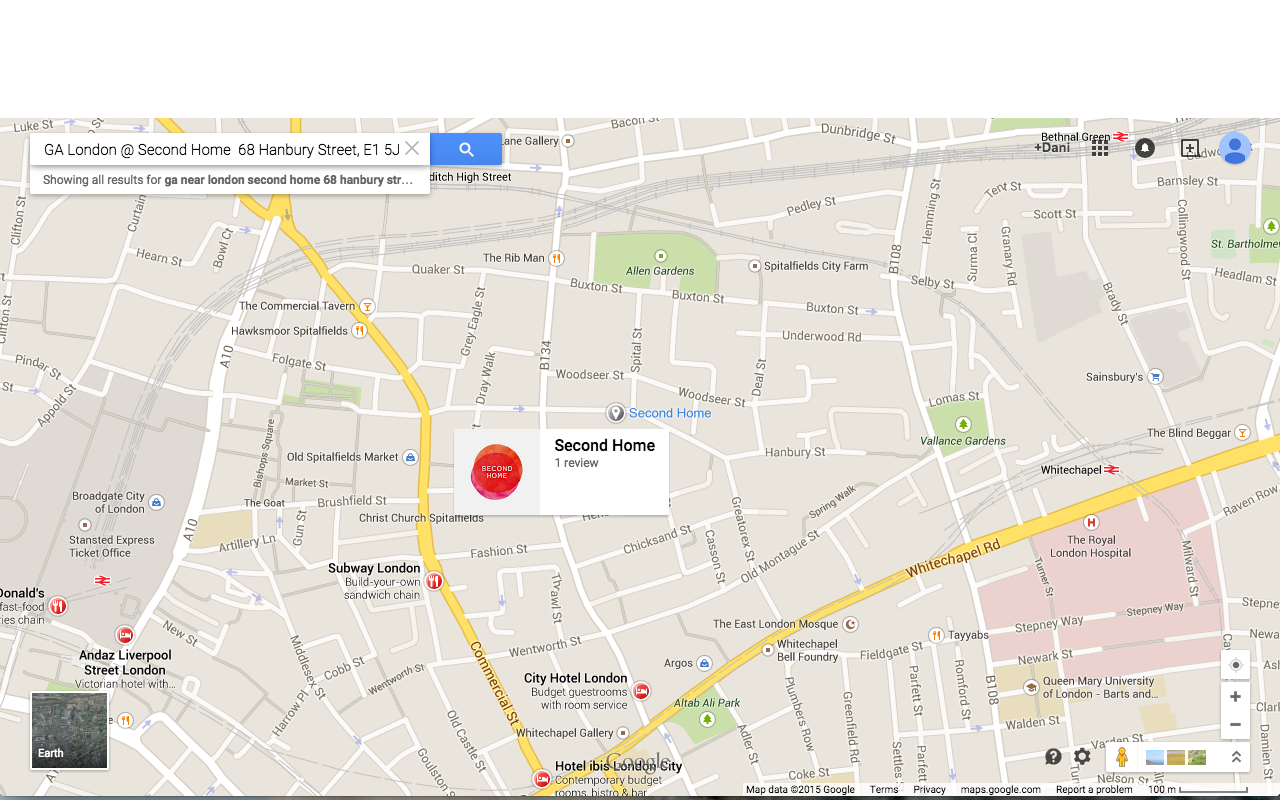 GA London @ Second Home 68 Hanbury Street, E1 5J
Showing all results for ga near london second home 68 hanbury str...
+Dani
Luke St
Dunbridge St
Bacon St
Lane Gallery
Bethnal Green
ditch High Street
Barnsley St
Clifton St
Curtain
Bowl Ct
Hearn St
Pedley St
Hemming St
Tent St
Scott St
Collingwood St
Surrua Cl
Granary Rd
St. Bartholome
Headlam St
The Rib Man
Allen Gardens
Spitalfields City Farm
B108
Selby St
Brady St
Quaker St
Buxton St
Buxton St
Buxton St
The Commercial Tavern
Hawksmoor Spitalfields
Grey Eagle St
Underwood Rd
Clifton St
Pindar St
A10
Folgate St
Dray Walk
B134
Spital St
Deal St
Woodseer St
Woodseer St
Sainsbury's
Appold St
Lomas St
Second Home
Vallance Gardens
The Blind Beggar
Bishops Square
Old Spitalfields Market
Second Home
1 review
SECOND
HOME
Hanbury St
Whitechapel
Market St
Broadgate City
of London
The Goat
Brushfield St
Christ Church Spitalfields
Spring Walk
Raven Row
Stansted Express
Ticket Office
A10
Gun St
Artillery Ln
Fashion St
Chicksand St
Greatorex St
Casson St
Old Montague St
Whitechapel Rd
The Royal
London Hospital
Turner St
Milward St
Subway London
Build-your-own
sandwich chain
Donald's
fast-food
ries chain
Thrawl St
Stepney Way
Stepney Way
Stepne
New St
Andaz Liverpool
Street London
Victorian hotel with...
Middlesex St
Cobb St
Wentworth St
Wentworth St
Commercial St
The East London Mosque
Whitechapel
Bell Foundry
Tayyabs
Fieldgate St
Newark St
Argos
City Hotel London
Budget guestrooms
with room service
Altab Ali Park
Plumbers Row
Parfett St
Romford St
B108
Queen Mary University
of London - Barts and...
Harrow Pl
Old Castle St
Goulston St
Whitechapel Gallery
Adler St
Greenfield Rd
Settles St
Parfett St
Walden St
Varden St
Nelson St
Coke St
Hotel ibis London City
Contemporary budget
rooms, bistro & bar
Google
Earth
Map data ©2015 Google
Terms
Privacy
maps.google.com
Report a problem
100 m